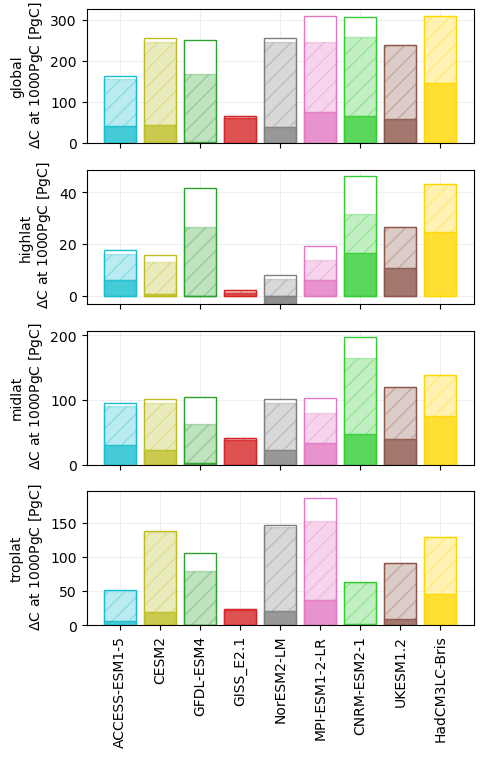 global
ΔC at 1000PgC [PgC]
300
200
100
0
highlat
ΔC at 1000PgC [PgC]
40
20
0
midlat
ΔC at 1000PgC [PgC]
200
100
0
troplat
ΔC at 1000PgC [PgC]
150
100
50
0
ACCESS-ESM1-5
CESM2
GFDL-ESM4
GISS_E2.1
NorESM2-LM
MPI-ESM1-2-LR
CNRM-ESM2-1
UKESM1.2
HadCM3LC-Bris